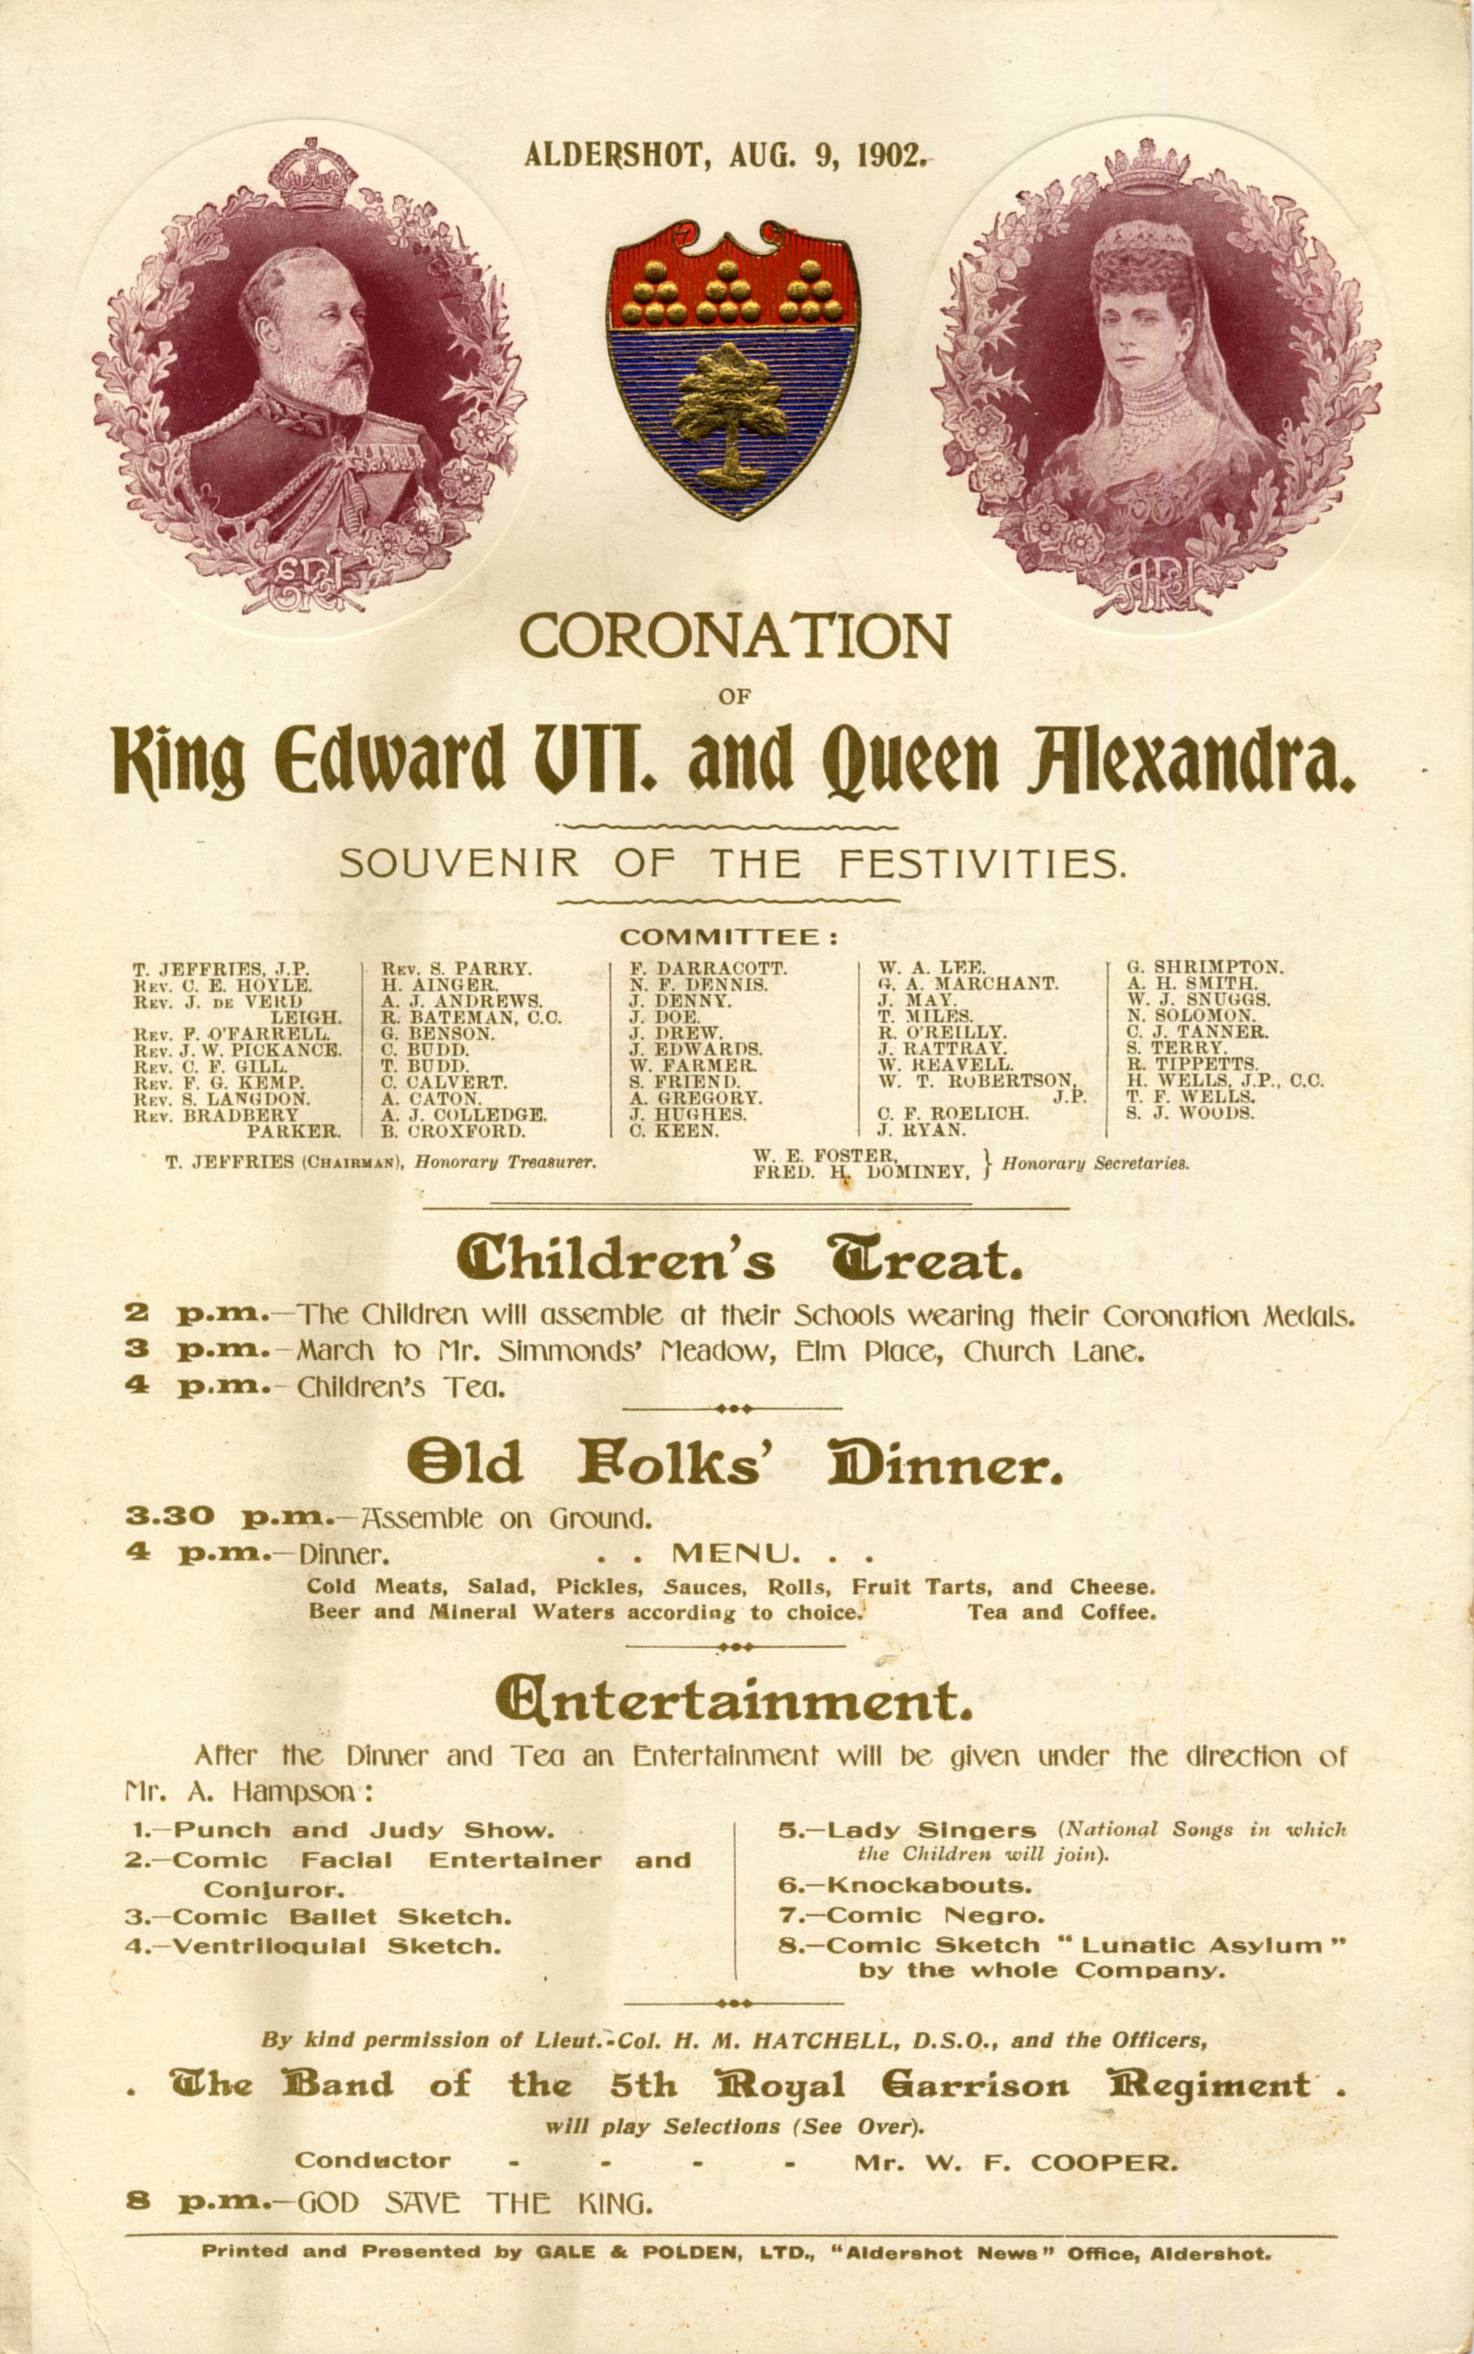 ALDERSHOT, AUG. 9, 1902.
CORONATION
OF
King Edward VII. and Queen Alexandra.
SOUVENIR OF THE FESTIVITIES.
COMMITTEE :
T. JEFFRIES, J.P.
REV. C. E. HOYLE.
REV. J. DE VERD
LEIGH.
REV. F. O'FARRELL.
REV. J. W. PICKANCE.
REV. C. F. GILL.
REV. F. G. KEMP.
REV. S. LANGDON.
REV. BRADBERY
PARKER.
REV. S. PARRY.
H. AINGER.
A. J. ANDREWS.
R. BATEMAN, C.C.
G. BENSON.
C. BUDD.
T. BUDD.
C. CALVERT.
A. CATON.
A. J. COLLEDGE.
B. CROXFORD.
F. DARRACOTT.
N. F. DENNIS.
J. DENNY.
J. DOE.
J. DREW.
J. EDWARDS.
W. FARMER.
S. FRIEND.
A. GREGORY.
J. HUGHES.
C. KEEN.
W. A. LEE.
G. A. MARCHANT.
J. MAY.
T. MILES.
R. O'REILLY.
J. RATTRAY.
W. REAVELL.
W. T. ROBERTSON,
J.P.
C. F. ROELICH.
J. RYAN.
G. SHRIMPTON.
A. H. SMITH.
W. J. SNUGGS.
N. SOLOMON.
C. J. TANNER.
S. TERRY.
R. TIPPETTS.
H. WELLS, J.P., C.C.
T. F. WELLS.
S. J. WOODS.
T. JEFFRIES (CHAIRMAN), Honorary Treasurer.
W. E. FOSTER,
FRED. H. DOMINEY, } Honorary Secretaries.
Children's Treat.
2 p.m.—The Children will assemble at their Schools wearing their Coronation Medals.
3 p.m.—March to Mr. Simmonds' Meadow, Elm Place, Church Lane.
4 p.m.—Children's Tea.
Old Folks' Dinner.
3.30 p.m.—Assemble on Ground.
4 p.m.—Dinner. . . MENU. . .
Cold Meats, Salad, Pickles, Sauces, Rolls, Fruit Tarts, and Cheese.
Beer and Mineral Waters according to choice. Tea and Coffee.
Entertainment.
After the Dinner and Tea an Entertainment will be given under the direction of
Mr. A. Hampson :
1.—Punch and Judy Show.
2.—Comic Facial Entertainer and
Conjuror.
3.—Comic Ballet Sketch.
4.—Ventriloquial Sketch.
5.—Lady Singers (National Songs in which
the Children will join).
6.—Knockabouts.
7.—Comic Negro.
8.—Comic Sketch "Lunatic Asylum"
by the whole Company.
By kind permission of Lieut.-Col. H. M. HATCHELL, D.S.O., and the Officers,
. The Band of the 5th Royal Garrison Regiment .
will play Selections (See Over).
Conductor - - - - Mr. W. F. COOPER.
8 p.m.—GOD SAVE THE KING.
Printed and Presented by GALE & POLDEN, LTD., "Aldershot News" Office, Aldershot.